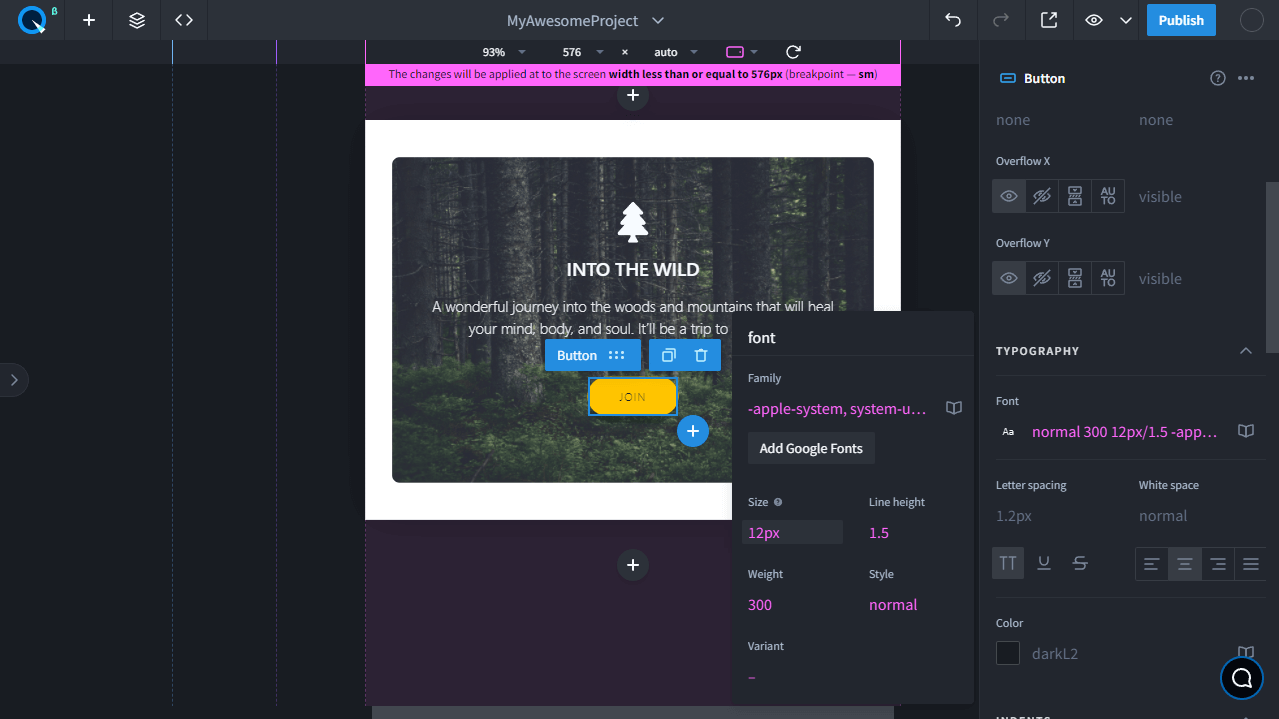 β
MyAwesomeProject
Publish
93%
576
×
auto
The changes will be applied at to the screen width less than or equal to 576px (breakpoint — sm)
INTO THE WILD
A wonderful journey into the woods and mountains that will heal
your mind, body, and soul. It'll be a trip to
Button
JOIN
font
Family
-apple-system, system-u...
Add Google Fonts
Size
Line height
12px
1.5
Weight
Style
300
normal
Variant
–
Button
none
none
Overflow X
AU
TO
visible
Overflow Y
AU
TO
visible
TYPOGRAPHY
Font
Aa
normal 300 12px/1.5 -app...
Letter spacing
White space
1.2px
normal
TT
U
S
Color
darkL2
INDENTS